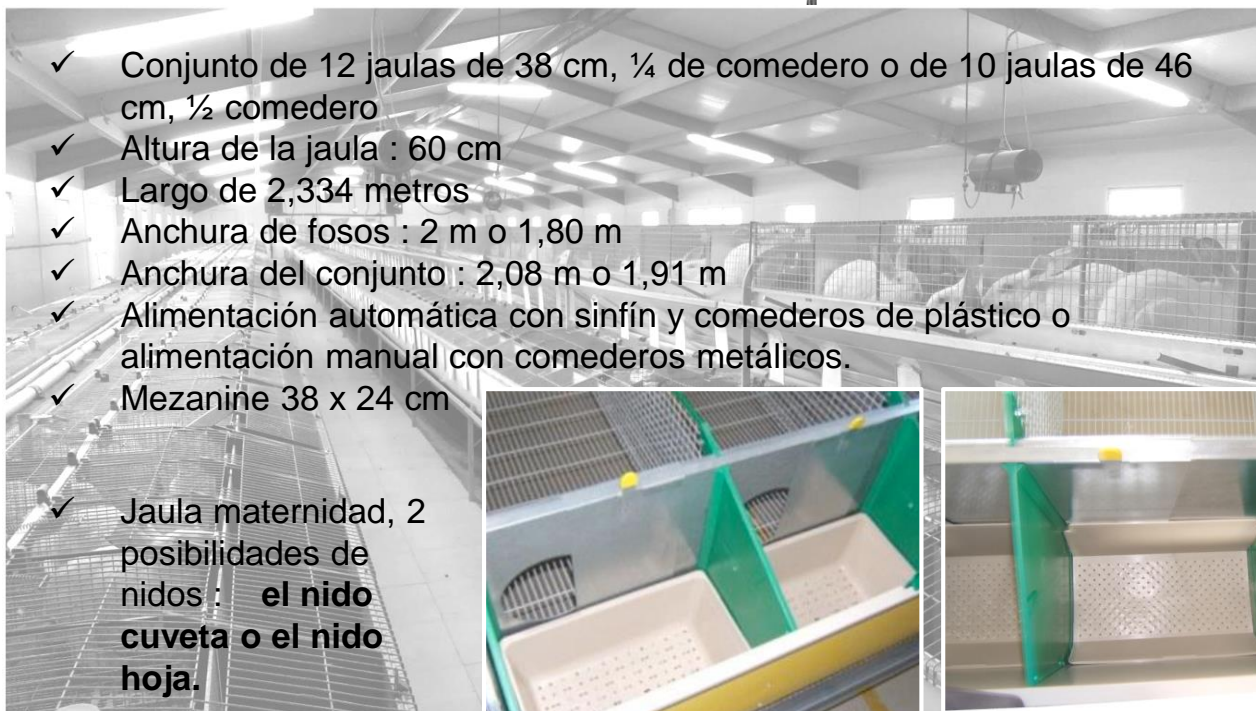 ✓ Conjunto de 12 jaulas de 38 cm, ¼ de comedero o de 10 jaulas de 46
cm, ½ comedero
✓ Altura de la jaula : 60 cm
✓ Largo de 2,334 metros
✓ Anchura de fosos : 2 m o 1,80 m
✓ Anchura del conjunto : 2,08 m o 1,91 m
✓ Alimentación automática con sinfín y comederos de plástico o
alimentación manual con comederos metálicos.
✓ Mezanine 38 x 24 cm
✓ Jaula maternidad, 2
posibilidades de
nidos : el nido
cuveta o el nido
hoja.